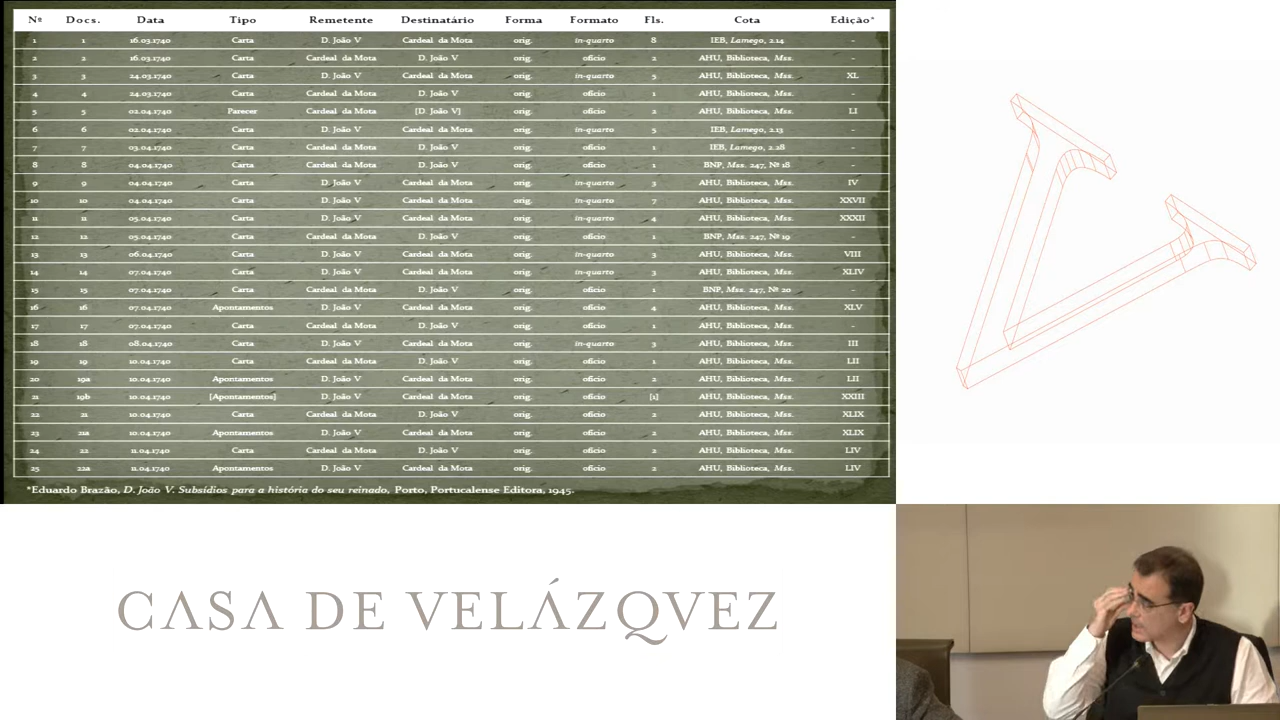 Nº Docs. Data Tipo Remetente Destinatário Forma Formato Fls. Cota Edição*
1 1 16.03.1740 Carta D. João V Cardeal da Mota orig. in-quarto 8 IEB, Lamego, 2.14 -
2 2 16.03.1740 Carta Cardeal da Mota D. João V orig. ofício 2 AHU, Biblioteca, Mss. -
3 3 24.03.1740 Carta D. João V Cardeal da Mota orig. in-quarto 5 AHU, Biblioteca, Mss. XL
4 4 24.03.1740 Carta Cardeal da Mota D. João V orig. ofício 1 AHU, Biblioteca, Mss. -
5 5 02.04.1740 Parecer Cardeal da Mota [D. João V] orig. ofício 2 AHU, Biblioteca, Mss. LI
6 6 02.04.1740 Carta D. João V Cardeal da Mota orig. in-quarto 5 IEB, Lamego, 2.13 -
7 7 03.04.1740 Carta Cardeal da Mota D. João V orig. ofício 1 IEB, Lamego, 2.28 -
8 8 04.04.1740 Carta Cardeal da Mota D. João V orig. ofício 1 BNP, Mss. 247, Nº 18 -
9 9 04.04.1740 Carta D. João V Cardeal da Mota orig. in-quarto 3 AHU, Biblioteca, Mss. IV
10 10 04.04.1740 Carta D. João V Cardeal da Mota orig. in-quarto 7 AHU, Biblioteca, Mss. XXVII
11 11 05.04.1740 Carta D. João V Cardeal da Mota orig. in-quarto 4 AHU, Biblioteca, Mss. XXXII
12 12 05.04.1740 Carta Cardeal da Mota D. João V orig. ofício 1 BNP, Mss. 247, Nº 19 -
13 13 06.04.1740 Carta D. João V Cardeal da Mota orig. in-quarto 3 AHU, Biblioteca, Mss. VIII
14 14 07.04.1740 Carta D. João V Cardeal da Mota orig. in-quarto 3 AHU, Biblioteca, Mss. XLIV
15 15 07.04.1740 Carta Cardeal da Mota D. João V orig. ofício 1 BNP, Mss. 247, Nº 20 -
16 16 07.04.1740 Apontamentos D. João V Cardeal da Mota orig. ofício 4 AHU, Biblioteca, Mss. XLV
17 17 07.04.1740 Carta Cardeal da Mota D. João V orig. ofício 1 AHU, Biblioteca, Mss. -
18 18 08.04.1740 Carta D. João V Cardeal da Mota orig. in-quarto 3 AHU, Biblioteca, Mss. III
19 19 10.04.1740 Carta Cardeal da Mota D. João V orig. ofício 1 AHU, Biblioteca, Mss. LII
20 19a 10.04.1740 Apontamentos D. João V Cardeal da Mota orig. ofício 2 AHU, Biblioteca, Mss. LII
21 19b 10.04.1740 [Apontamentos] D. João V Cardeal da Mota orig. ofício [1] AHU, Biblioteca, Mss. XXIII
22 21 10.04.1740 Carta Cardeal da Mota D. João V orig. ofício 2 AHU, Biblioteca, Mss. XLIX
23 21a 10.04.1740 Apontamentos D. João V Cardeal da Mota orig. ofício 2 AHU, Biblioteca, Mss. XLIX
24 22 11.04.1740 Carta Cardeal da Mota D. João V orig. ofício 2 AHU, Biblioteca, Mss. LIV
25 22a 11.04.1740 Apontamentos D. João V Cardeal da Mota orig. ofício 2 AHU, Biblioteca, Mss. LIV
*Eduardo Brazão, D. João V. Subsídios para a história do seu reinado, Porto, Portucalense Editora, 1945.
CASA DE VELÁZQVEZ